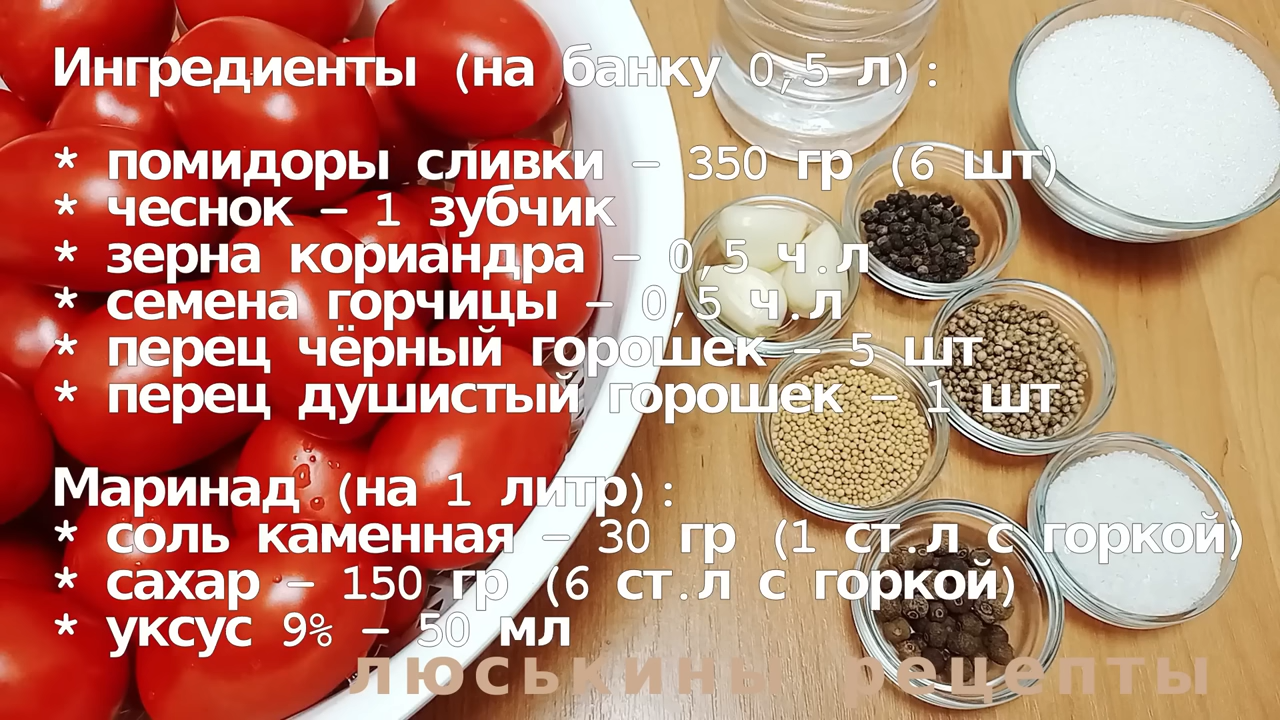 Ингредиенты (на банку 0,5 л):
* помидоры сливки – 350 гр (6 шт)
* чеснок – 1 зубчик
* зерна кориандра – 0,5 ч.л
* семена горчицы – 0,5 ч.л
* перец чёрный горошек – 5 шт
* перец душистый горошек – 1 шт
Маринад (на 1 литр):
* соль каменная – 30 гр (1 ст.л с горкой)
* сахар – 150 гр (6 ст.л с горкой)
* уксус 9% – 50 мл
люськины рецепты